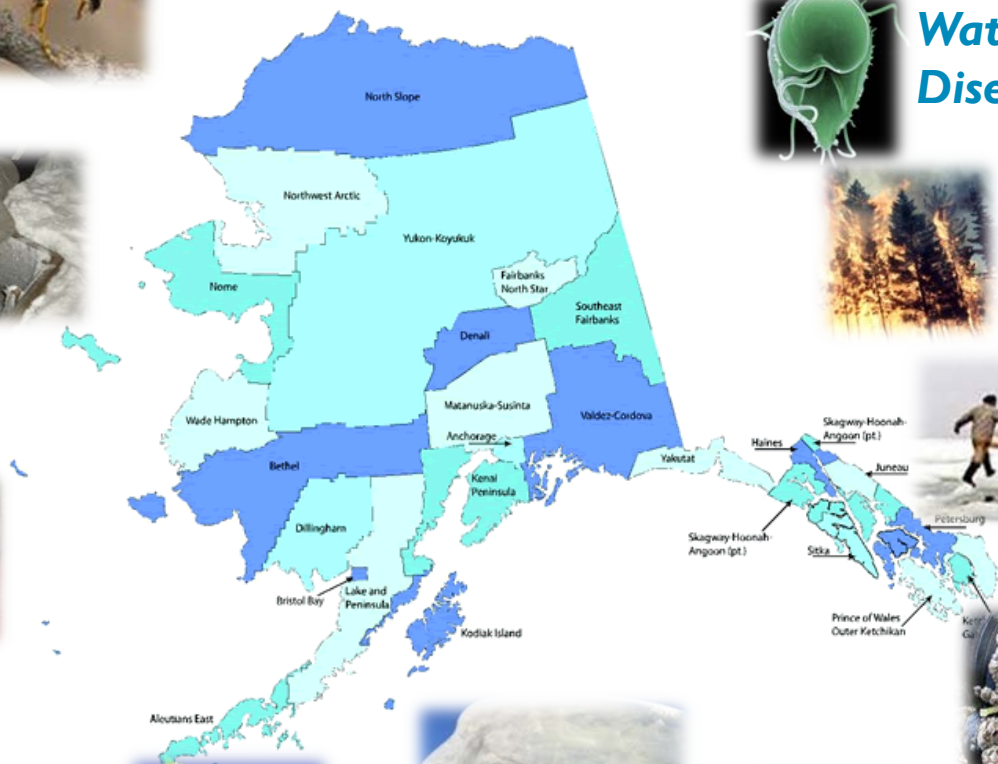 Wat
Dise
North Slope
Northwest Arctic
Yukon-Koyukuk
Fairbanks
North Star
Nome
Southeast
Fairbanks
Denali
Wade Hampton
Matanuska-Susinta
Valdez-Cordova
Anchorage
Skagway-Hoonah-
Angoon (pt.)
Haines
Yakutat
Juneau
Bethel
Kenai
Peninsula
Dillingham
Petersburg
Skagway-Hoonah-
Angoon (pt.)
Sitka
Bristol Bay
Lake and
Peninsula
Prince of Wales
Outer Ketchikan
Kodiak Island
Aleutians East